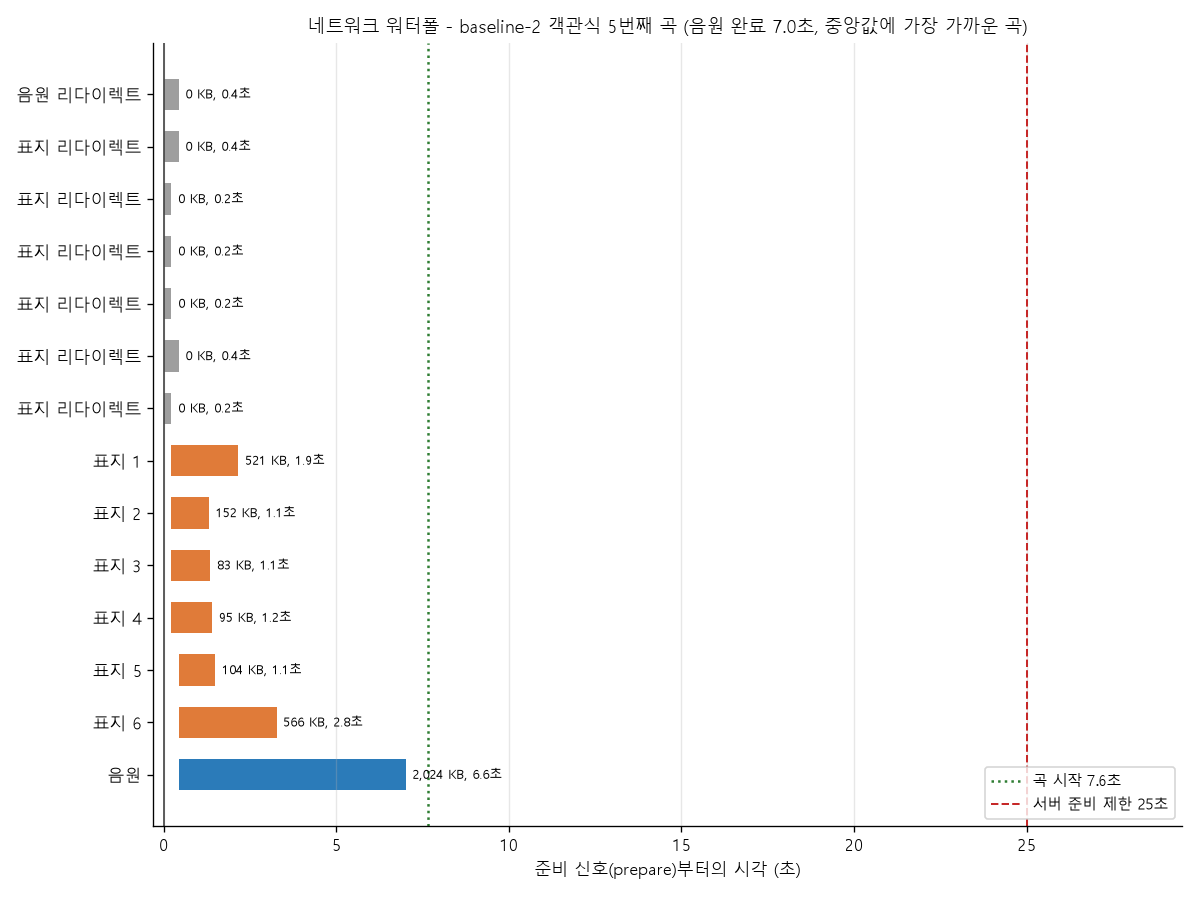 네트워크 워터폴 - baseline-2 객관식 5번째 곡 (음원 완료 7.0초, 중앙값에 가장 가까운 곡)
음원 리다이렉트 0 KB, 0.4초
표지 리다이렉트 0 KB, 0.4초
표지 리다이렉트 0 KB, 0.2초
표지 리다이렉트 0 KB, 0.2초
표지 리다이렉트 0 KB, 0.2초
표지 리다이렉트 0 KB, 0.4초
표지 리다이렉트 0 KB, 0.2초
표지 1 521 KB, 1.9초
표지 2 152 KB, 1.1초
표지 3 83 KB, 1.1초
표지 4 95 KB, 1.2초
표지 5 104 KB, 1.1초
표지 6 566 KB, 2.8초
음원 2,024 KB, 6.6초
곡 시작 7.6초
서버 준비 제한 25초
0 5 10 15 20 25
준비 신호(prepare)부터의 시각 (초)